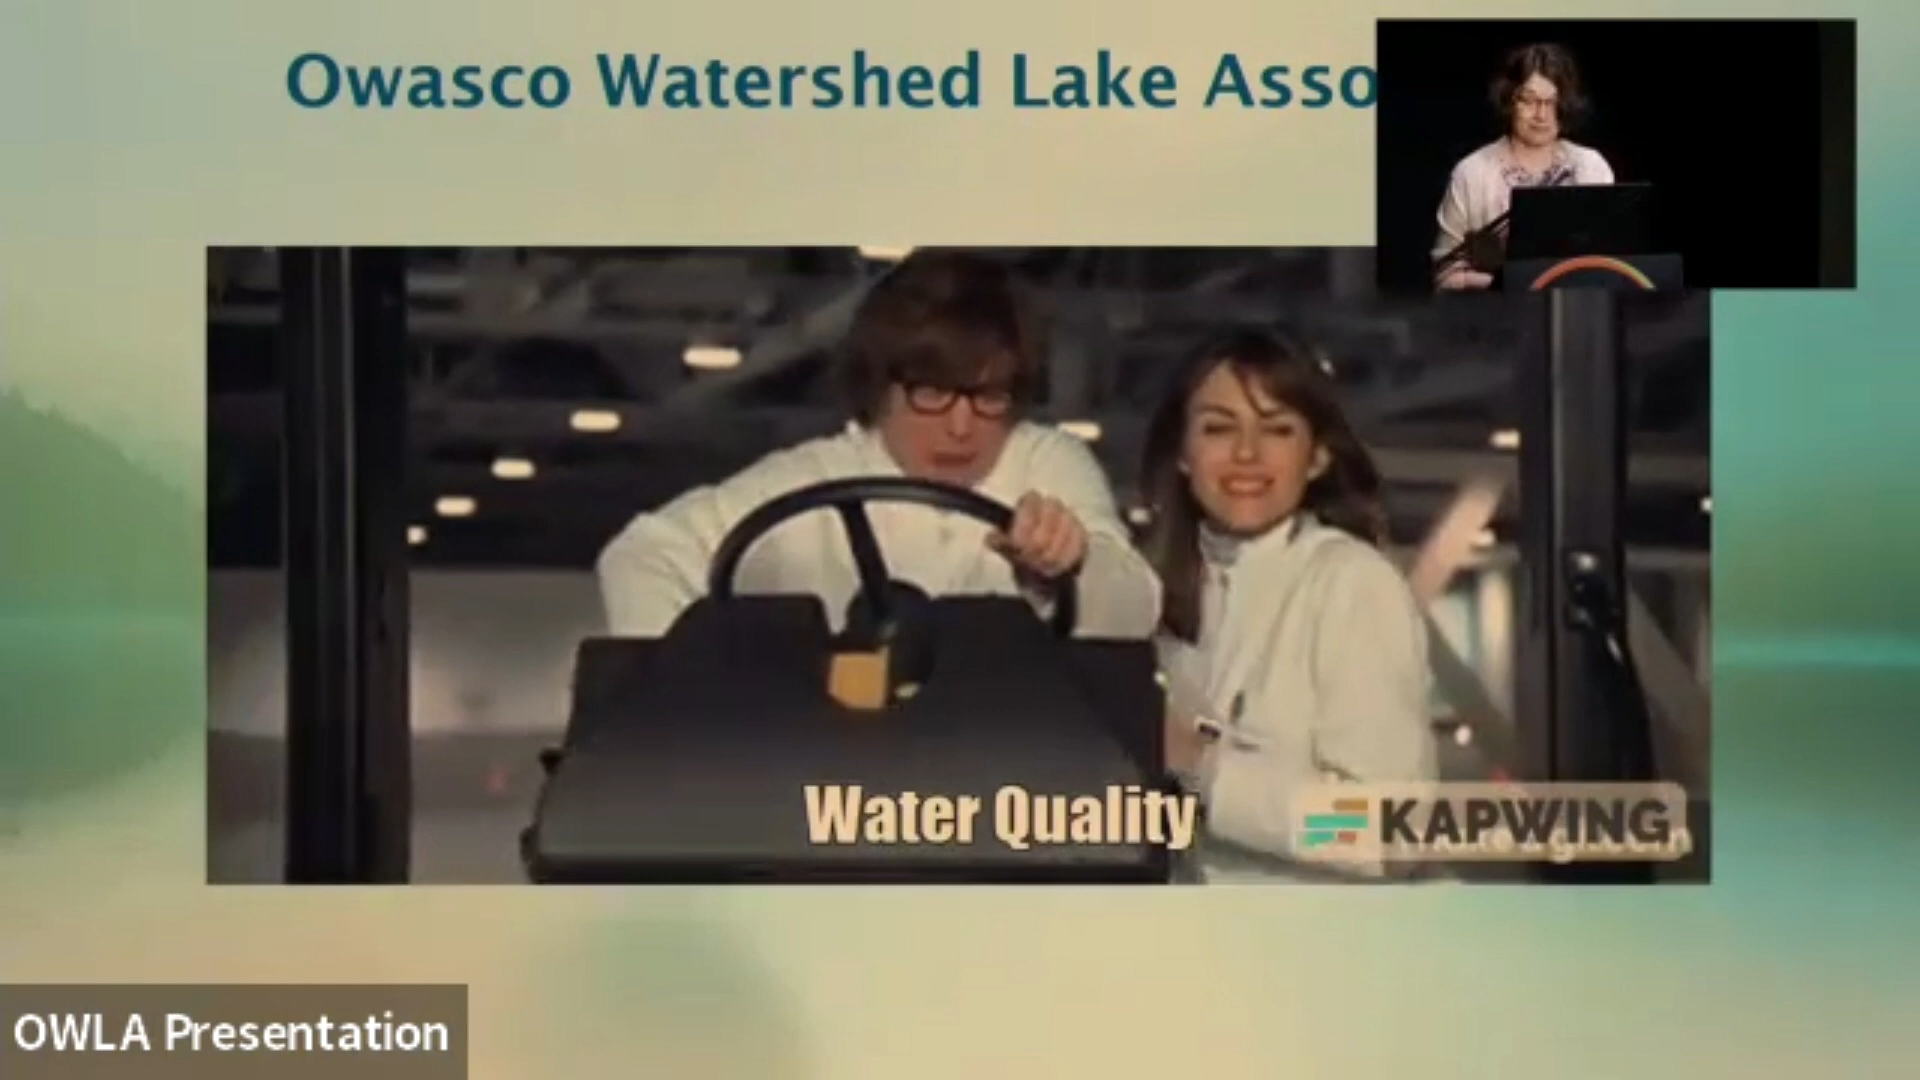 Owasco Watershed Lake Asso
Water Quality
KAPWING
OWLA Presentation